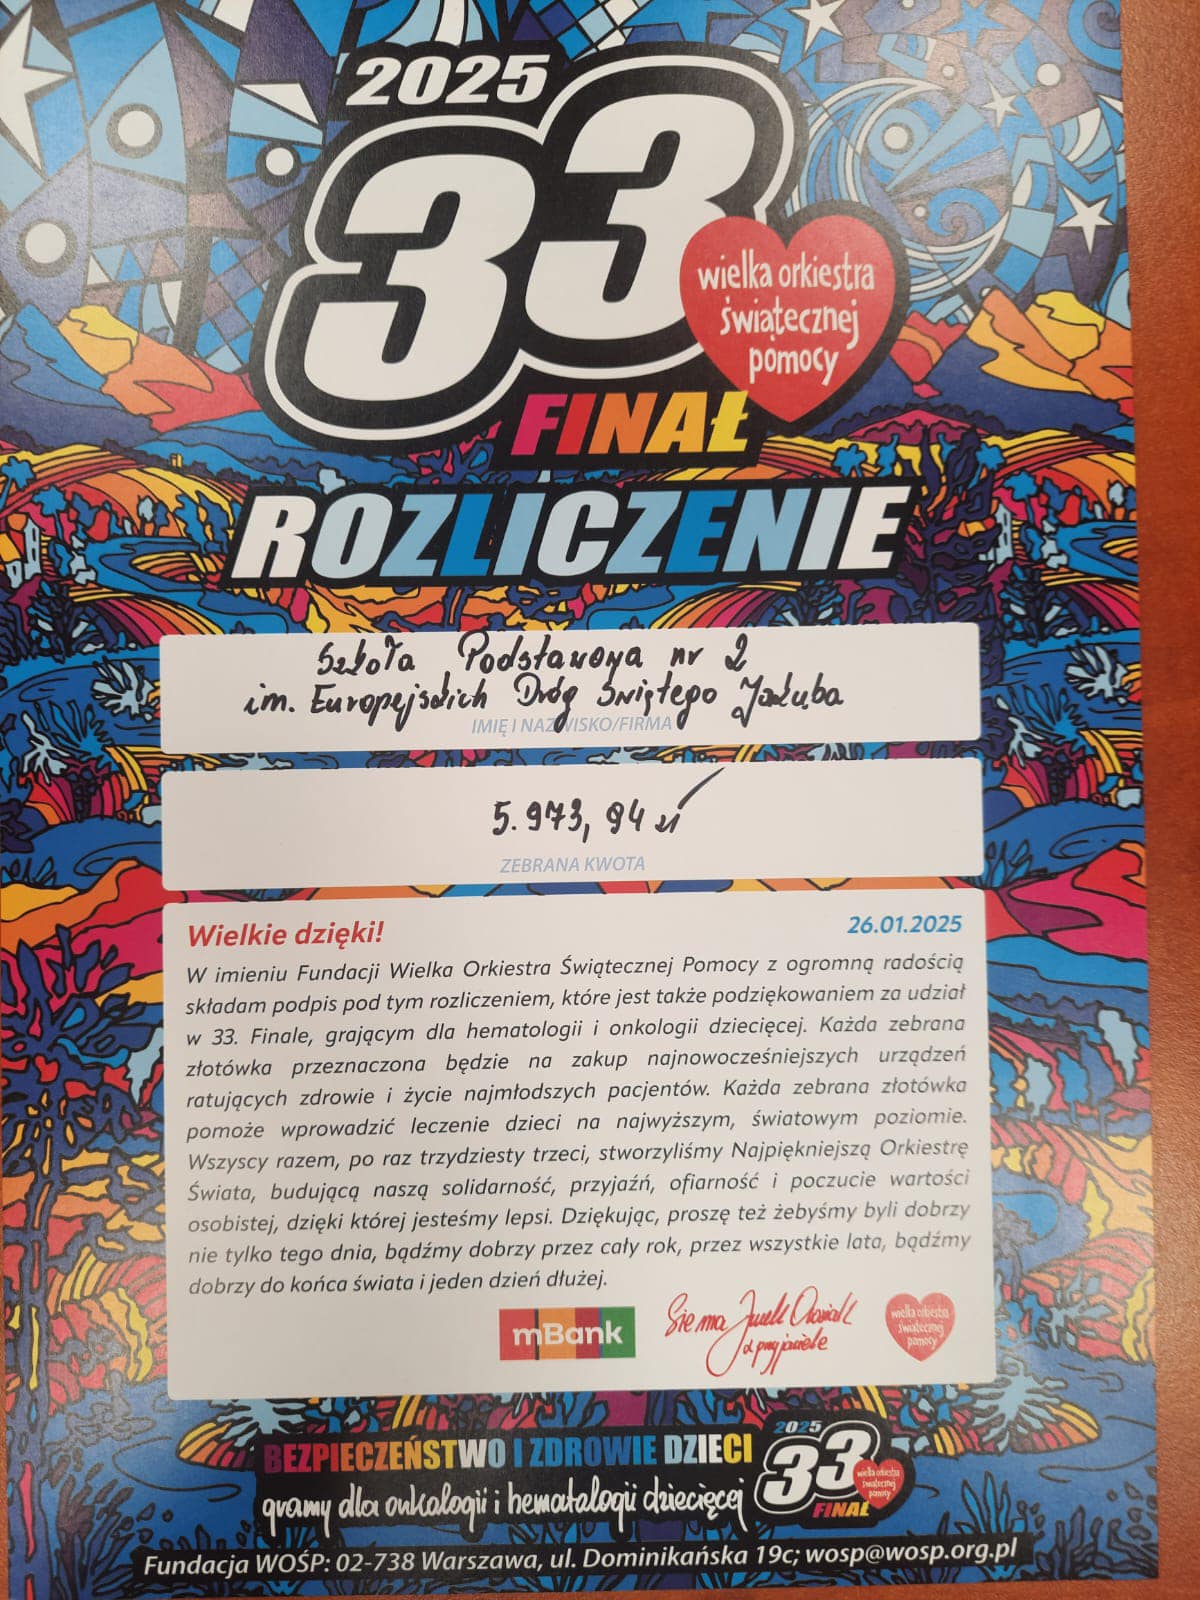 2025
33
wielka orkiestra
świątecznej
pomocy
FINAŁ
ROZLICZENIE
Szkoła Podstawowa nr 2
im. Europejskich Dróg Świętego Jakuba
IMIĘ I NAZWISKO/FIRMA
5.973,94 zł
ZEBRANA KWOTA
Wielkie dzięki! 26.01.2025
W imieniu Fundacji Wielka Orkiestra Świątecznej Pomocy z ogromną radością
składam podpis pod tym rozliczeniem, które jest także podziękowaniem za udział
w 33. Finale, grającym dla hematologii i onkologii dziecięcej. Każda zebrana
złotówka przeznaczona będzie na zakup najnowocześniejszych urządzeń
ratujących zdrowie i życie najmłodszych pacjentów. Każda zebrana złotówka
pomoże wprowadzić leczenie dzieci na najwyższym, światowym poziomie.
Wszyscy razem, po raz trzydziesty trzeci, stworzyliśmy Najpiękniejszą Orkiestrę
Świata, budującą naszą solidarność, przyjaźń, ofiarność i poczucie wartości
osobistej, dzięki której jesteśmy lepsi. Dziękując, proszę też żebyśmy byli dobrzy
nie tylko tego dnia, bądźmy dobrzy przez cały rok, przez wszystkie lata, bądźmy
dobrzy do końca świata i jeden dzień dłużej.
mBank
Sie ma Jurek Owsiak
z przyjaciele
wielka orkiestra
świątecznej
pomocy
BEZPIECZEŃSTWO I ZDROWIE DZIECI
gramy dla onkologii i hematologii dziecięcej
2025
33
wielka orkiestra
świątecznej
pomocy
FINAŁ
Fundacja WOŚP: 02-738 Warszawa, ul. Dominikańska 19c; wosp@wosp.org.pl